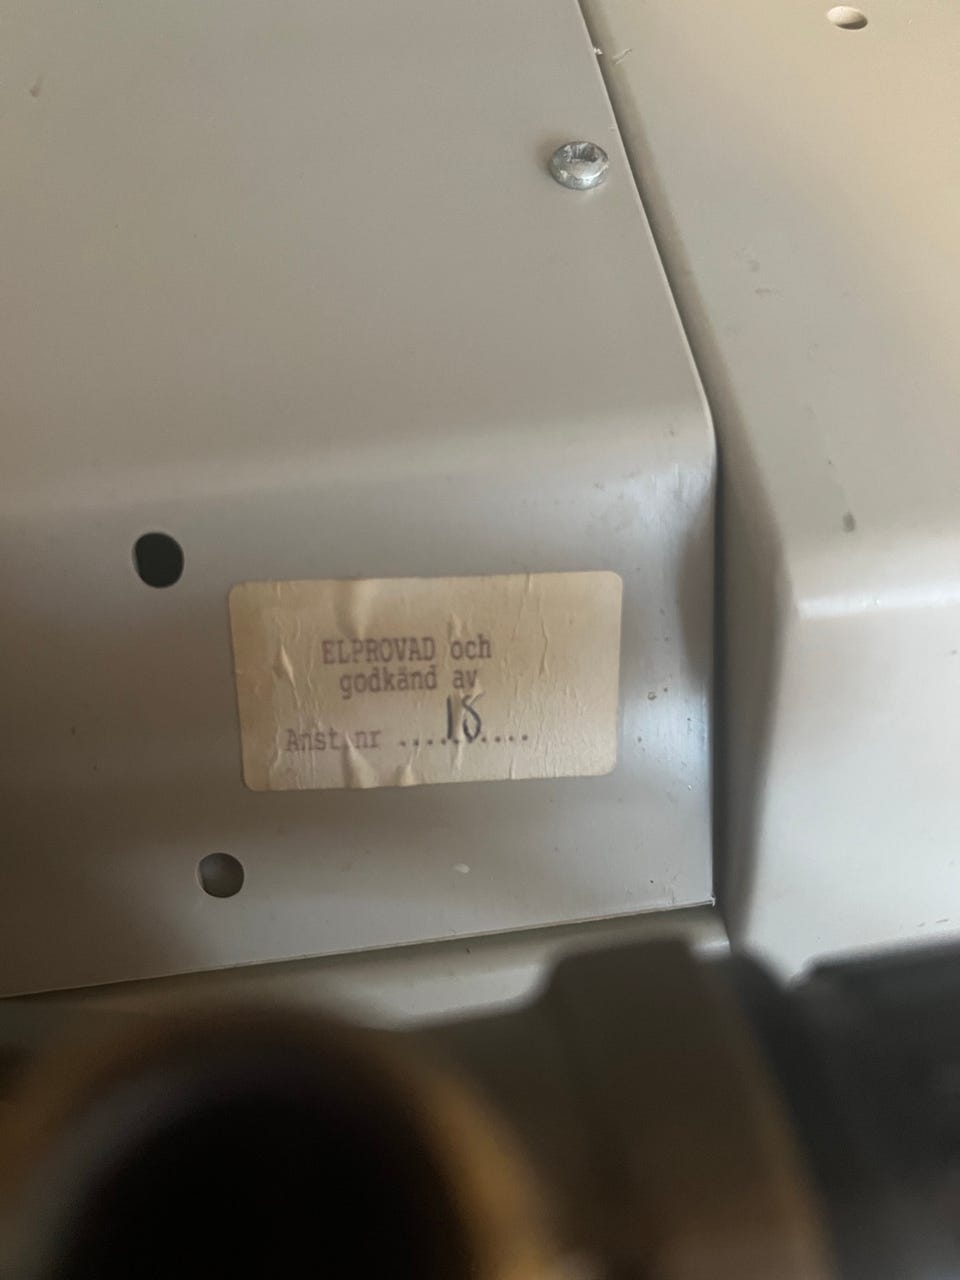 ELPROVAD och
godkänd av
Anst.nr ....18....